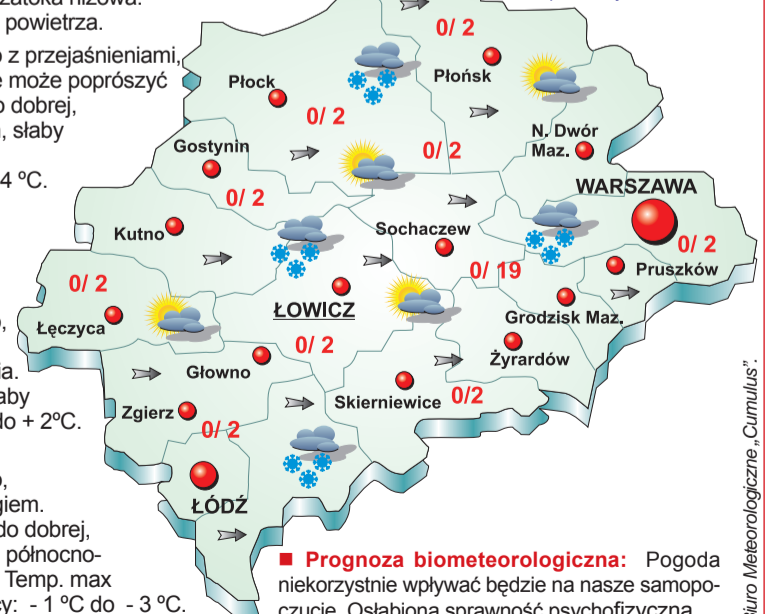 zatoka niżowa.
powietrza.
z przejaśnieniami,
może poprószyć
dobrej,
słaby
4 ºC.
aby
do + 2ºC.
giem.
do dobrej,
północno-
Temp. max
- 1 ºC do - 3 ºC.
0/ 2
Płońsk
Płock
0/ 2
N. Dwór
Maz.
0/ 2
Gostynin
WARSZAWA
0/ 2
Kutno
Sochaczew
0/ 2
0/ 19
Pruszków
0/ 2
ŁOWICZ
Grodzisk Maz.
Łęczyca
0/ 2
Żyrardów
Głowno
Skierniewice
0/2
Zgierz
0/ 2
ŁÓDŹ
■ Prognoza biometeorologiczna: Pogoda
niekorzystnie wpływać będzie na nasze samopo-
czucie. Osłabiona sprawność psychofizyczna
Biuro Meteorologiczne „Cumulus”.